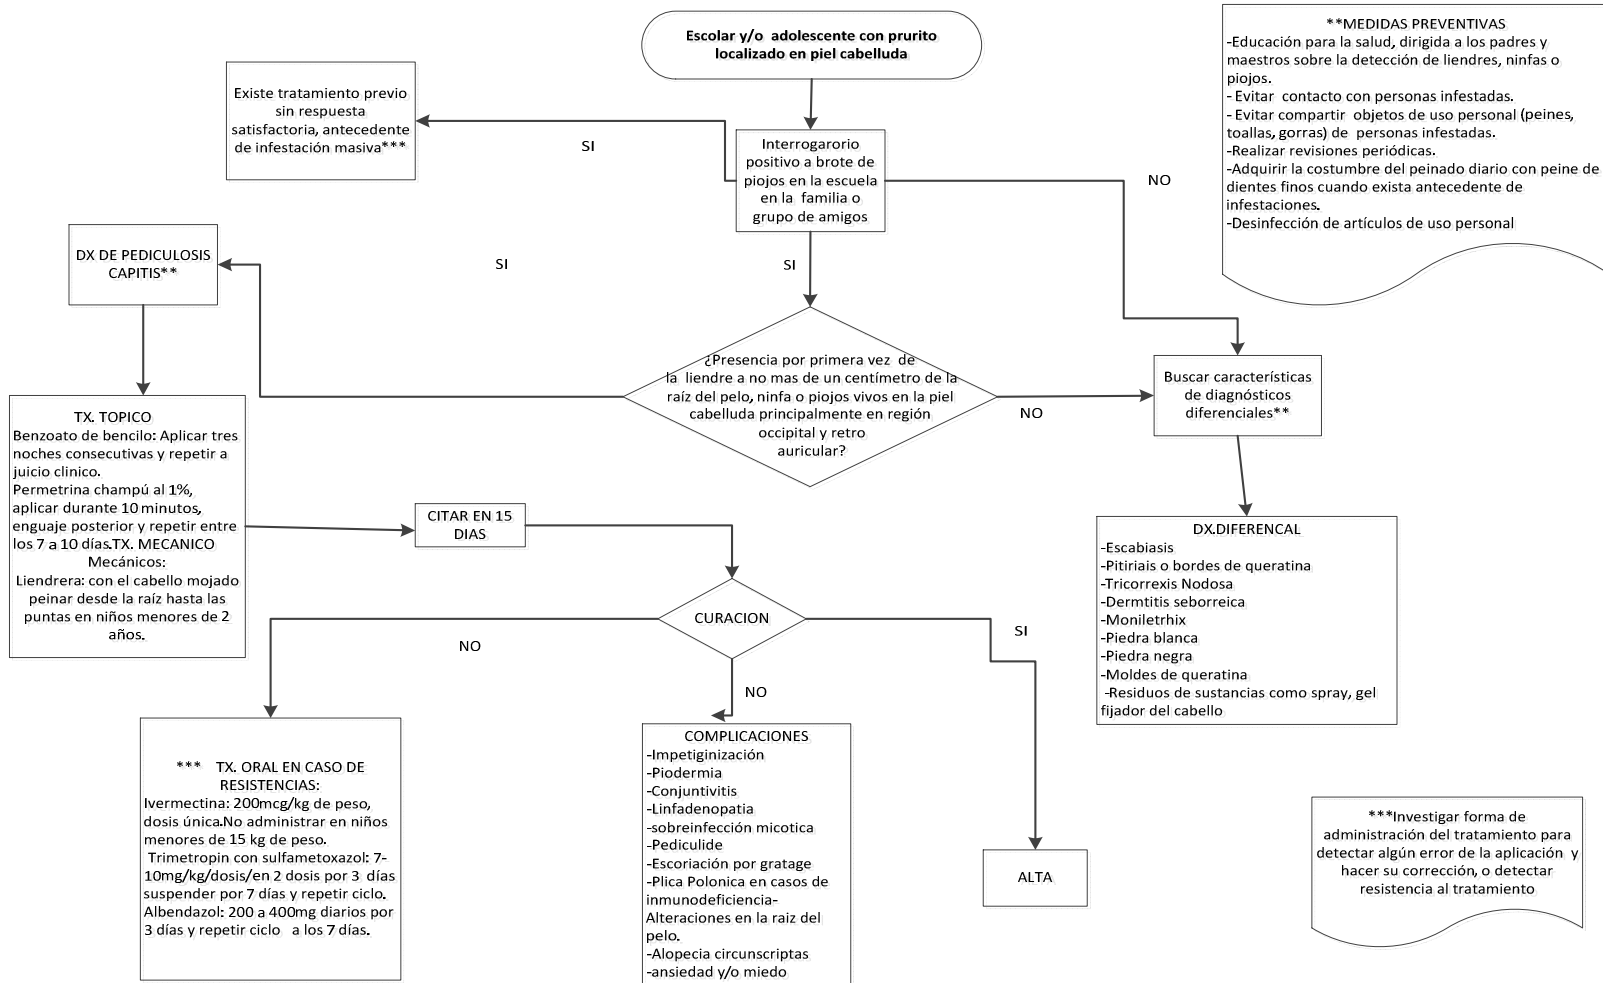 Escolar y/o adolescente con prurito
localizado en piel cabelluda
**MEDIDAS PREVENTIVAS
-Educación para la salud, dirigida a los padres y
maestros sobre la detección de liendres, ninfas o
piojos.
- Evitar contacto con personas infestadas.
- Evitar compartir objetos de uso personal (peines,
toallas, gorras) de personas infestadas.
-Realizar revisiones periódicas.
-Adquirir la costumbre del peinado diario con peine de
dientes finos cuando exista antecedente de
infestaciones.
-Desinfección de artículos de uso personal
Existe tratamiento previo
sin respuesta
satisfactoria, antecedente
de infestación masiva***
SI
Interrogarorio
positivo a brote de
piojos en la escuela
en la familia o
grupo de amigos
NO
DX DE PEDICULOSIS
CAPITIS**
SI
SI
¿Presencia por primera vez de
la liendre a no mas de un centímetro de la
raíz del pelo, ninfa o piojos vivos en la piel
cabelluda principalmente en región
occipital y retro
auricular?
NO
Buscar características
de diagnósticos
diferenciales**
TX. TOPICO
Benzoato de bencilo: Aplicar tres
noches consecutivas y repetir a
juicio clinico.
Permetrina champú al 1%,
aplicar durante 10 minutos,
enguaje posterior y repetir entre
los 7 a 10 días.TX. MECANICO
Mecánicos:
Liendrera: con el cabello mojado
peinar desde la raíz hasta las
puntas en niños menores de 2
años.
CITAR EN 15
DIAS
DX.DIFERENCAL
-Escabiasis
-Pitiriais o bordes de queratina
-Tricorrexis Nodosa
-Dermtitis seborreica
-Moniletrhix
-Piedra blanca
-Piedra negra
-Moldes de queratina
-Residuos de sustancias como spray, gel
fijador del cabello
CURACION
NO
SI
NO
*** TX. ORAL EN CASO DE
RESISTENCIAS:
Ivermectina: 200mcg/kg de peso,
dosis única.No administrar en niños
menores de 15 kg de peso.
Trimetropin con sulfametoxazol: 7-
10mg/kg/dosis/en 2 dosis por 3 días
suspender por 7 días y repetir ciclo.
Albendazol: 200 a 400mg diarios por
3 días y repetir ciclo a los 7 días.
COMPLICACIONES
-Impetiginización
-Piodermia
-Conjuntivitis
-Linfadenopatia
-sobreinfección micotica
-Pediculide
-Escoriación por gratage
-Plica Polonica en casos de
inmunodeficiencia-
Alteraciones en la raiz del
pelo.
-Alopecia circunscriptas
-ansiedad y/o miedo
ALTA
***Investigar forma de
administración del tratamiento para
detectar algún error de la aplicación y
hacer su corrección, o detectar
resistencia al tratamiento